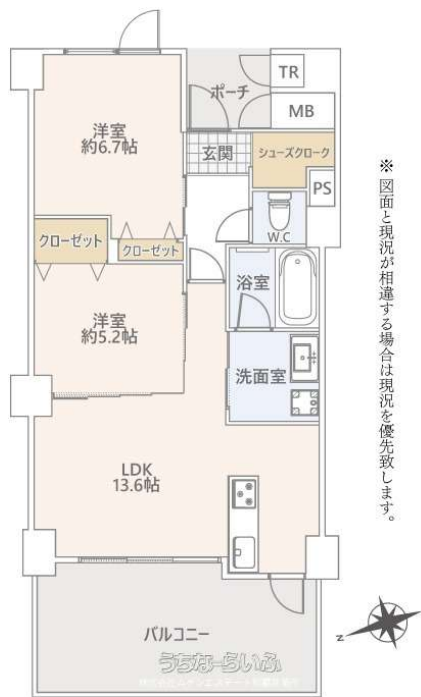 TR
ポーチ
MB
洋室
約6.7帖
玄関
シューズクローク
PS
W.C
クローゼット
クローゼット
浴室
洋室
約5.2帖
洗面室
LDK
13.6帖
バルコニー
うちなーらいふ
※図面と現況が相違する場合は現況を優先致します。
N